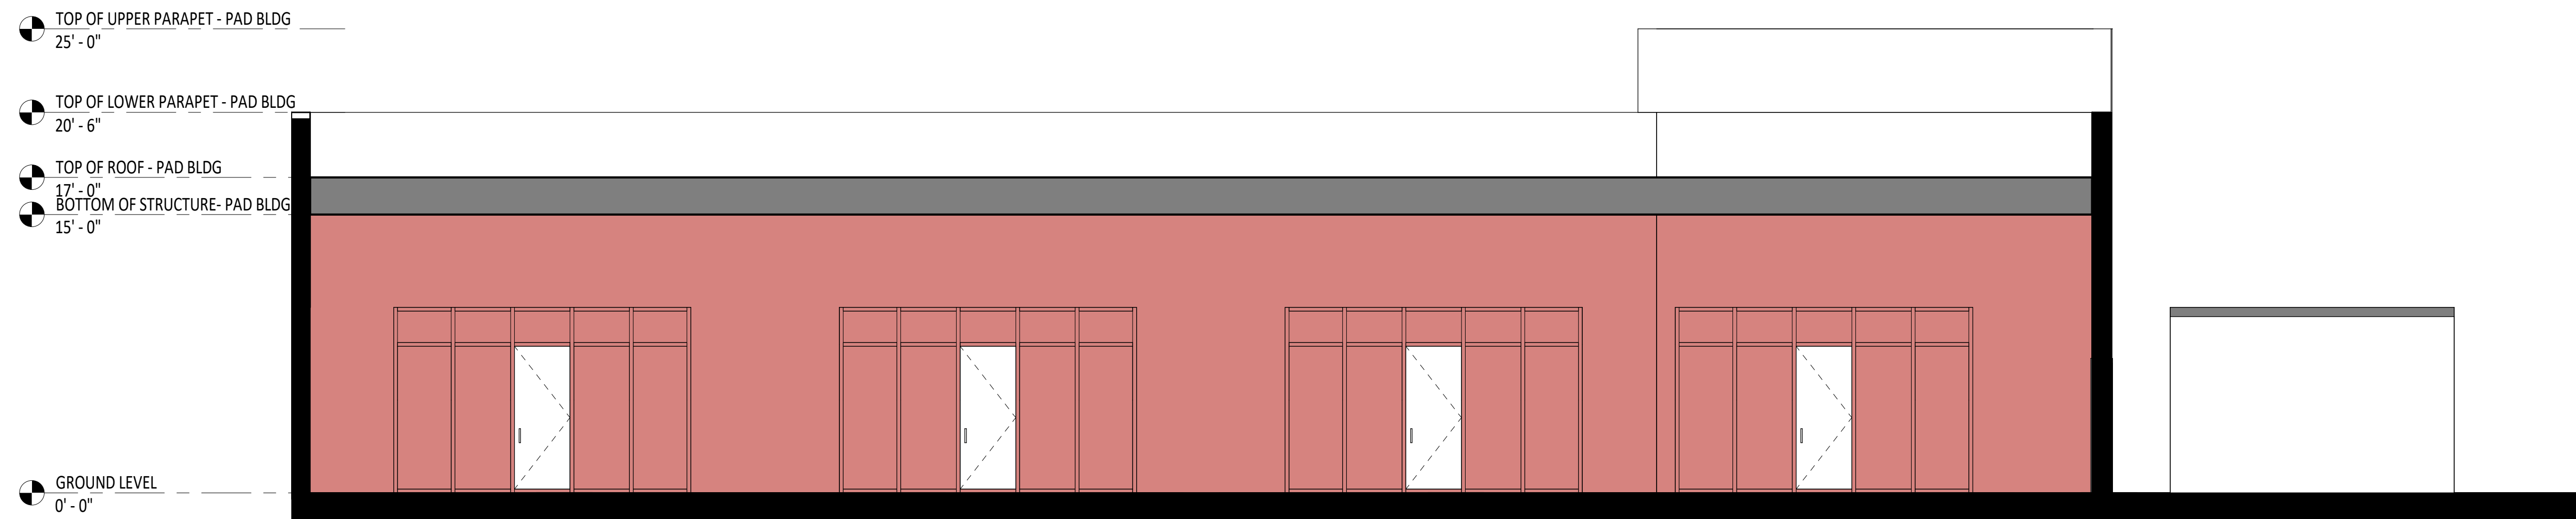 TOP OF UPPER PARAPET - PAD BLDG
25' - 0"
TOP OF LOWER PARAPET - PAD BLDG
20' - 6"
TOP OF ROOF - PAD BLDG
17' - 0"
BOTTOM OF STRUCTURE- PAD BLDG
15' - 0"
GROUND LEVEL
0' - 0"